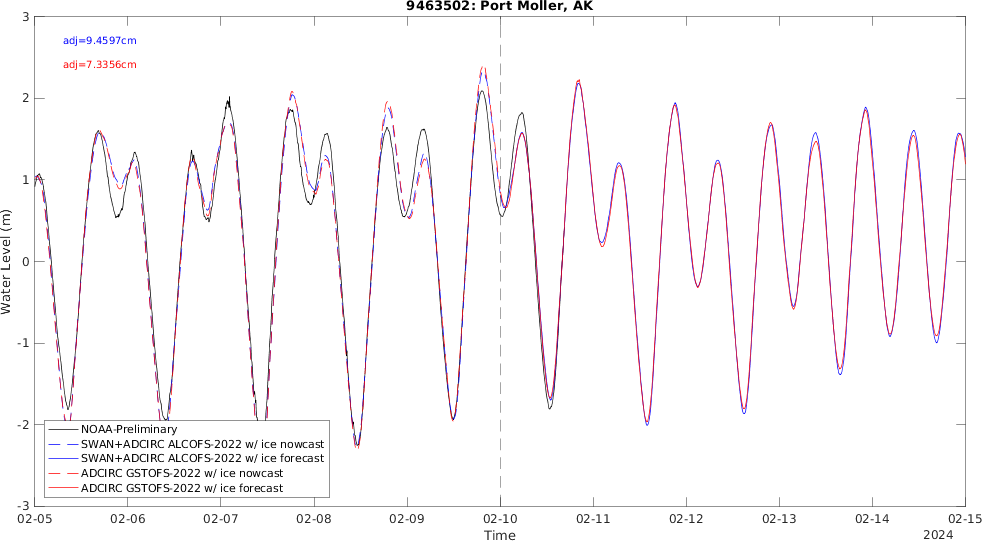 9463502: Port Moller, AK
adj=9.4597cm
adj=7.3356cm
Water Level (m)
3
2
1
0
-1
-2
-3
NOAA-Preliminary
SWAN+ADCIRC ALCOFS-2022 w/ ice nowcast
SWAN+ADCIRC ALCOFS-2022 w/ ice forecast
ADCIRC GSTOFS-2022 w/ ice nowcast
ADCIRC GSTOFS-2022 w/ ice forecast
02-05 02-06 02-07 02-08 02-09 02-10 02-11 02-12 02-13 02-14 02-15
Time
2024